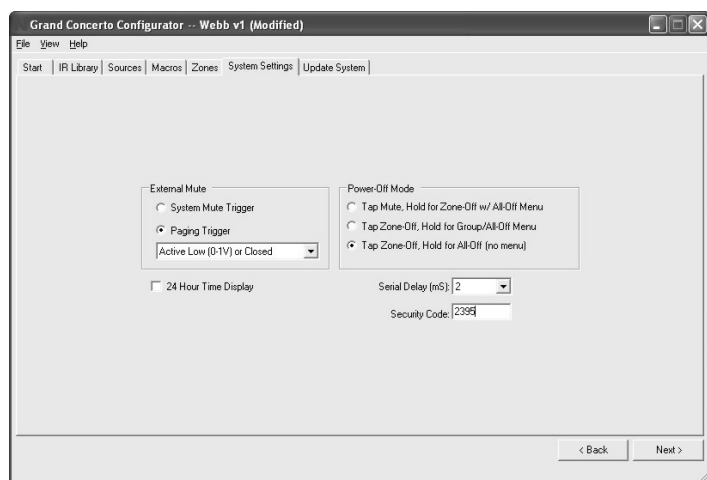 Grand Concerto Configurator -- Webb v1 (Modified)
File View Help
Start IR Library Sources Macros Zones System Settings Update System
External Mute
System Mute Trigger
Paging Trigger
Active Low (0-1V) or Closed
24 Hour Time Display
Power-Off Mode
Tap Mute, Hold for Zone-Off w/ All-Off Menu
Tap Zone-Off, Hold for Group/All-Off Menu
Tap Zone-Off, Hold for All-Off (no menu)
Serial Delay (mS): 2
Security Code: 2395
< Back Next >